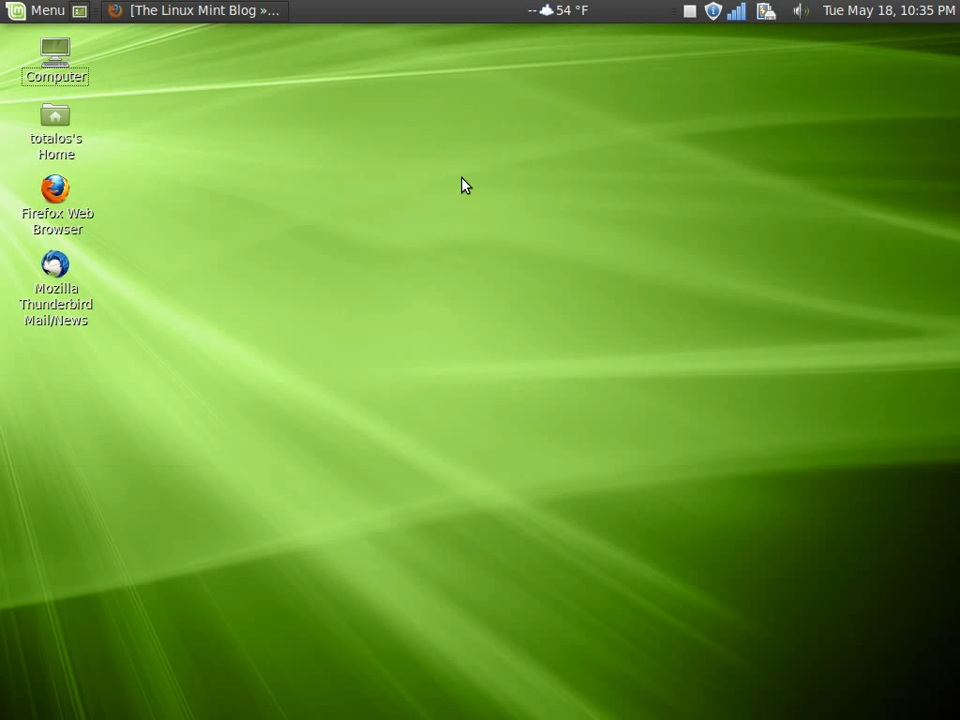 Menu
[The Linux Mint Blog »...
-- 54 °F
Tue May 18, 10:35 PM
Computer
totalos's
Home
Firefox Web
Browser
Mozilla
Thunderbird
Mail/News